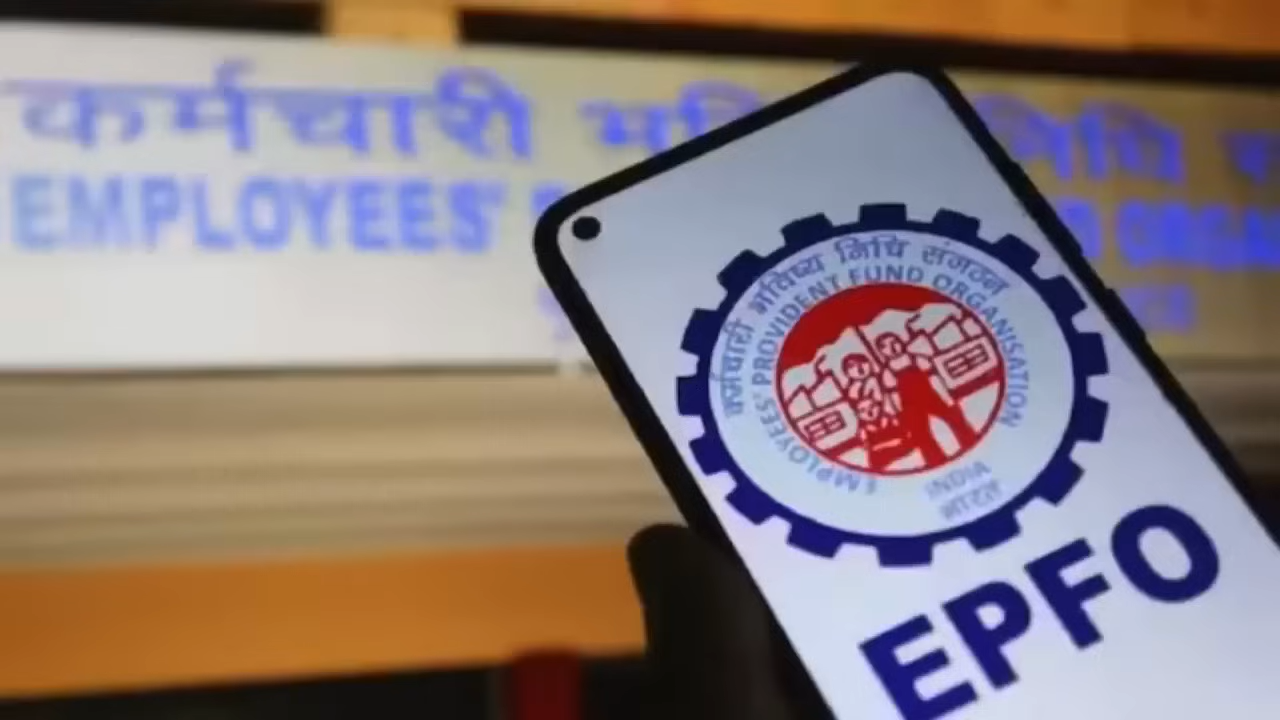 कर्मचारी
EMPLOYEES'
कर्मचारी भविष्य निधि संगठन
EMPLOYEES' PROVIDENT FUND ORGANISATION
INDIA
भारत
EPFO